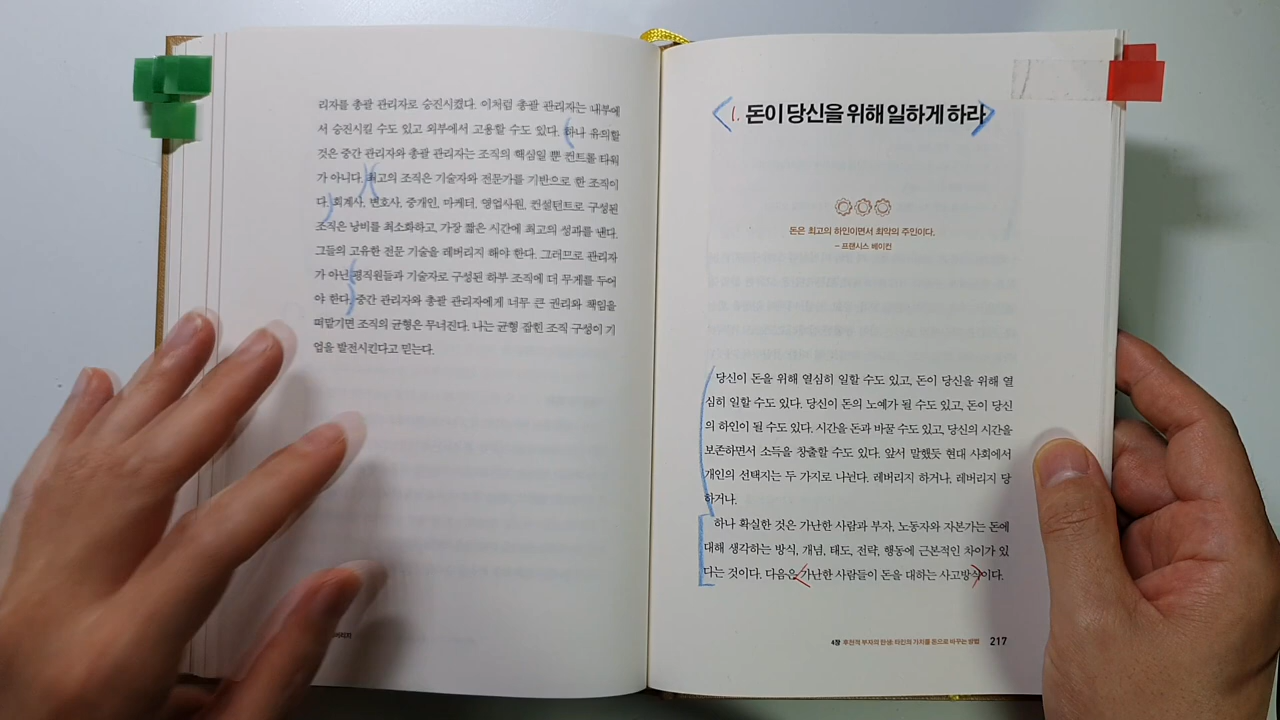 리자를 총괄 관리자로 승진시켰다. 이처럼 총괄 관리자는 내부에
서 승진시킬 수도 있고 외부에서 고용할 수도 있다. 하나 유의할
것은 중간 관리자와 총괄 관리자는 조직의 핵심일 뿐 컨트롤 타워
가 아니다. 최고의 조직은 기술자와 전문가를 기반으로 한 조직이
다. 회계사, 변호사, 중개인, 마케터, 영업사원, 컨설턴트로 구성된
조직은 낭비를 최소화하고, 가장 짧은 시간에 최고의 성과를 낸다.
그들의 고유한 전문 기술을 레버리지 해야 한다. 그러므로 관리자
가 아닌 평직원들과 기술자로 구성된 하부 조직에 더 무게를 두어
야 한다. 중간 관리자와 총괄 관리자에게 너무 큰 권리와 책임을
떠맡기면 조직의 균형은 무너진다. 나는 균형 잡힌 조직 구성이 기
업을 발전시킨다고 믿는다.
1. 돈이 당신을 위해 일하게 하라
돈은 최고의 하인이면서 최악의 주인이다.
– 프랜시스 베이컨
당신이 돈을 위해 열심히 일할 수도 있고, 돈이 당신을 위해 열
심히 일할 수도 있다. 당신이 돈의 노예가 될 수도 있고, 돈이 당신
의 하인이 될 수도 있다. 시간을 돈과 바꿀 수도 있고, 당신의 시간을
보존하면서 소득을 창출할 수도 있다. 앞서 말했듯 현대 사회에서
개인의 선택지는 두 가지로 나뉜다. 레버리지 하거나, 레버리지 당
하거나.
하나 확실한 것은 가난한 사람과 부자, 노동자와 자본가는 돈에
대해 생각하는 방식, 개념, 태도, 전략, 행동에 근본적인 차이가 있
다는 것이다. 다음은 가난한 사람들이 돈을 대하는 사고방식이다.
4장 후천적 부자의 탄생: 타인의 가치를 돈으로 바꾸는 방법 217